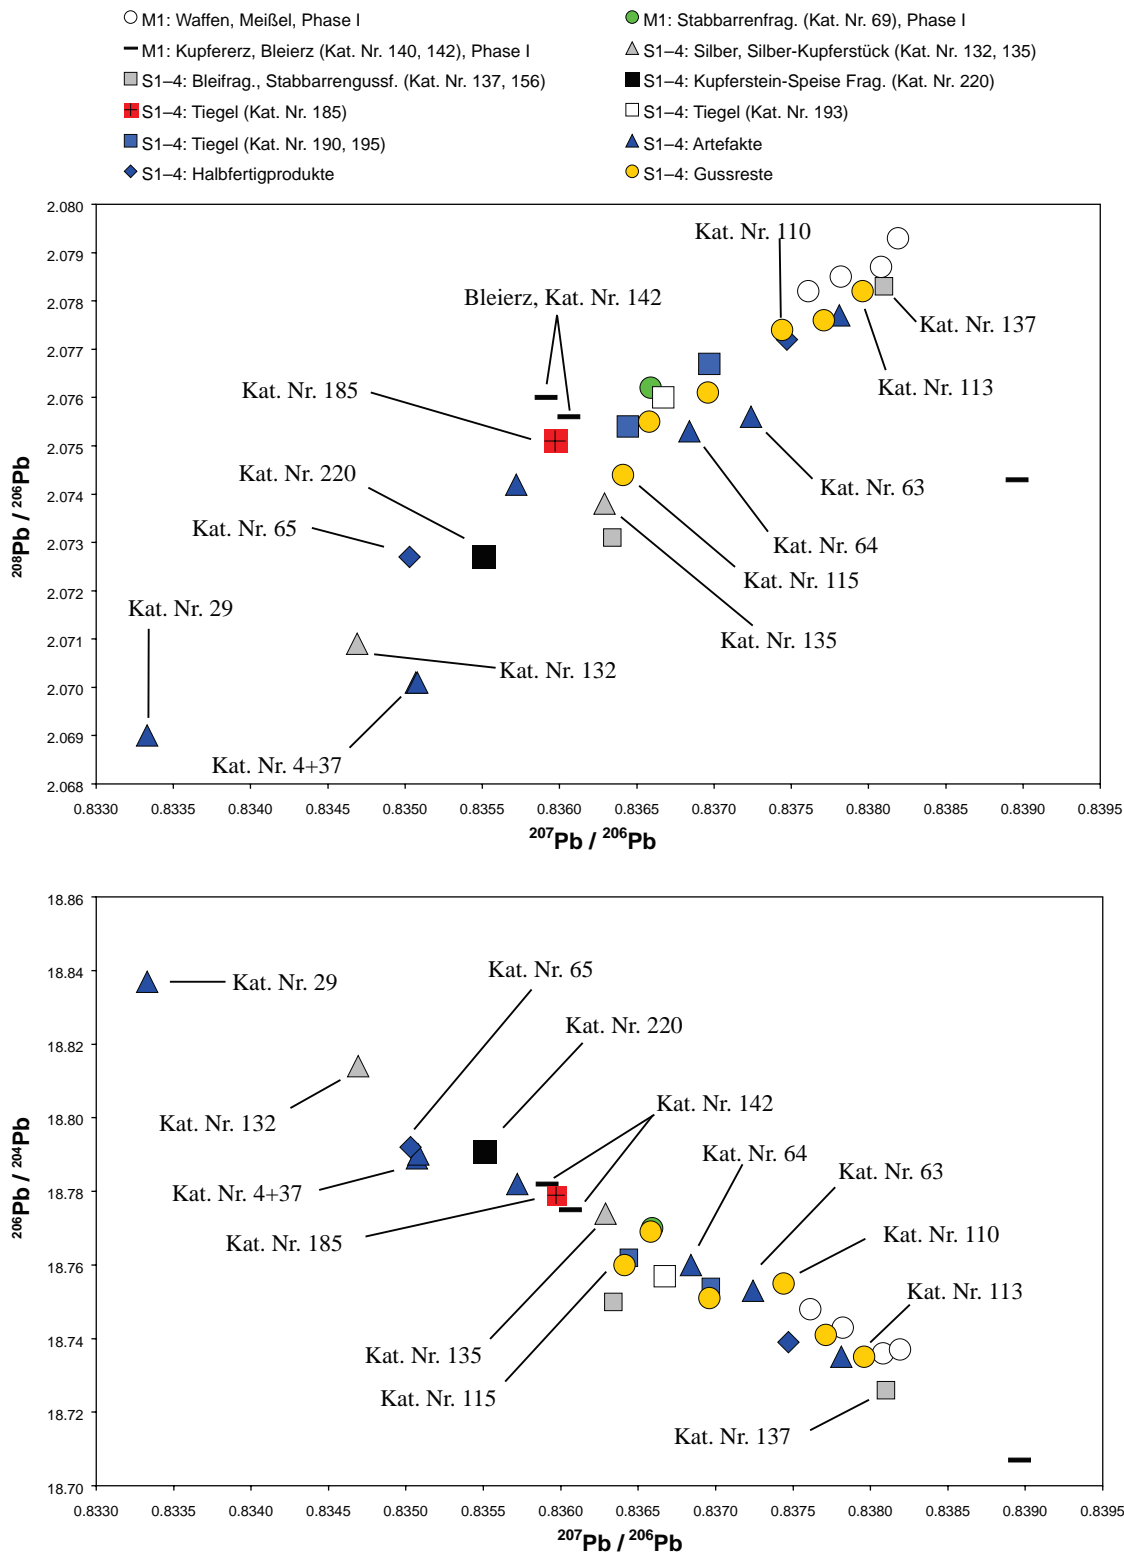 M1: Waffen, Meißel, Phase I
M1: Stabbarrenfrag. (Kat. Nr. 69), Phase I
M1: Kupfererz, Bleierz (Kat. Nr. 140, 142), Phase I
S1–4: Silber, Silber-Kupferstück (Kat. Nr. 132, 135)
S1–4: Bleifrag., Stabbarrengussf. (Kat. Nr. 137, 156)
S1–4: Kupferstein-Speise Frag. (Kat. Nr. 220)
S1–4: Tiegel (Kat. Nr. 185)
S1–4: Tiegel (Kat. Nr. 193)
S1–4: Tiegel (Kat. Nr. 190, 195)
S1–4: Artefakte
S1–4: Halbfertigprodukte
S1–4: Gussreste
2.080
2.079
2.078
2.077
2.076
2.075
2.074
2.073
2.072
2.071
2.070
2.069
2.068
²⁰⁸Pb / ²⁰⁶Pb
Kat. Nr. 110
Bleierz, Kat. Nr. 142
Kat. Nr. 137
Kat. Nr. 185
Kat. Nr. 113
Kat. Nr. 220
Kat. Nr. 63
Kat. Nr. 65
Kat. Nr. 64
Kat. Nr. 115
Kat. Nr. 29
Kat. Nr. 135
Kat. Nr. 132
Kat. Nr. 4+37
0.8330 0.8335 0.8340 0.8345 0.8350 0.8355 0.8360 0.8365 0.8370 0.8375 0.8380 0.8385 0.8390 0.8395
²⁰⁷Pb / ²⁰⁶Pb
18.86
18.84
18.82
18.80
18.78
18.76
18.74
18.72
18.70
²⁰⁶Pb / ²⁰⁴Pb
Kat. Nr. 65
Kat. Nr. 29
Kat. Nr. 220
Kat. Nr. 142
Kat. Nr. 132
Kat. Nr. 64
Kat. Nr. 63
Kat. Nr. 4+37
Kat. Nr. 110
Kat. Nr. 185
Kat. Nr. 113
Kat. Nr. 135
Kat. Nr. 115
Kat. Nr. 137
0.8330 0.8335 0.8340 0.8345 0.8350 0.8355 0.8360 0.8365 0.8370 0.8375 0.8380 0.8385 0.8390 0.8395
²⁰⁷Pb / ²⁰⁶Pb